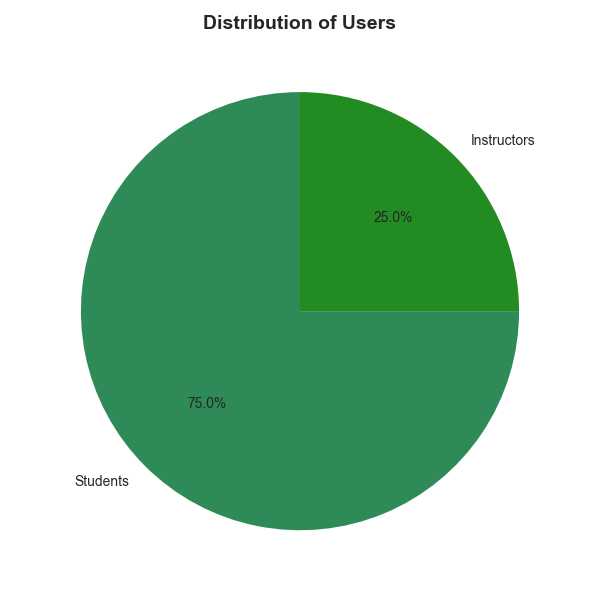 Distribution of Users
Instructors
25.0%
75.0%
Students